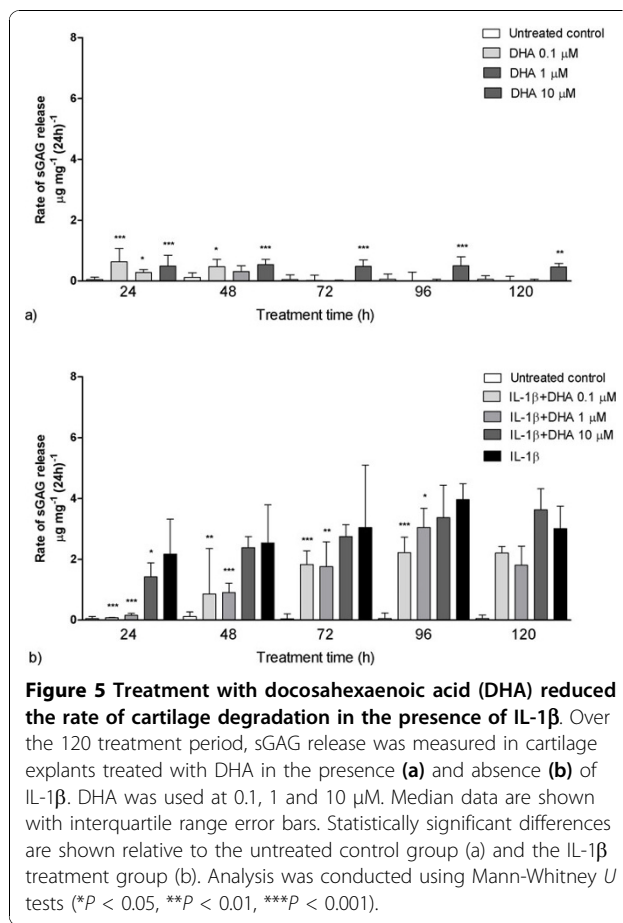 8
6
4
2
0
Rate of sGAG release
µg mg⁻¹ (24h)⁻¹
Untreated control
DHA 0.1 µM
DHA 1 µM
DHA 10 µM
*** * *** * *** *** *** **
24 48 72 96 120
a) Treatment time (h)
8
6
4
2
0
Rate of sGAG release
µg mg⁻¹ (24h)⁻¹
Untreated control
IL-1β+DHA 0.1 µM
IL-1β+DHA 1 µM
IL-1β+DHA 10 µM
IL-1β
*** *** * ** *** *** ** *** *
24 48 72 96 120
b) Treatment time (h)
Figure 5 Treatment with docosahexaenoic acid (DHA) reduced
the rate of cartilage degradation in the presence of IL-1β. Over
the 120 treatment period, sGAG release was measured in cartilage
explants treated with DHA in the presence (a) and absence (b) of
IL-1β. DHA was used at 0.1, 1 and 10 µM. Median data are shown
with interquartile range error bars. Statistically significant differences
are shown relative to the untreated control group (a) and the IL-1β
treatment group (b). Analysis was conducted using Mann-Whitney U
tests (*P < 0.05, **P < 0.01, ***P < 0.001).